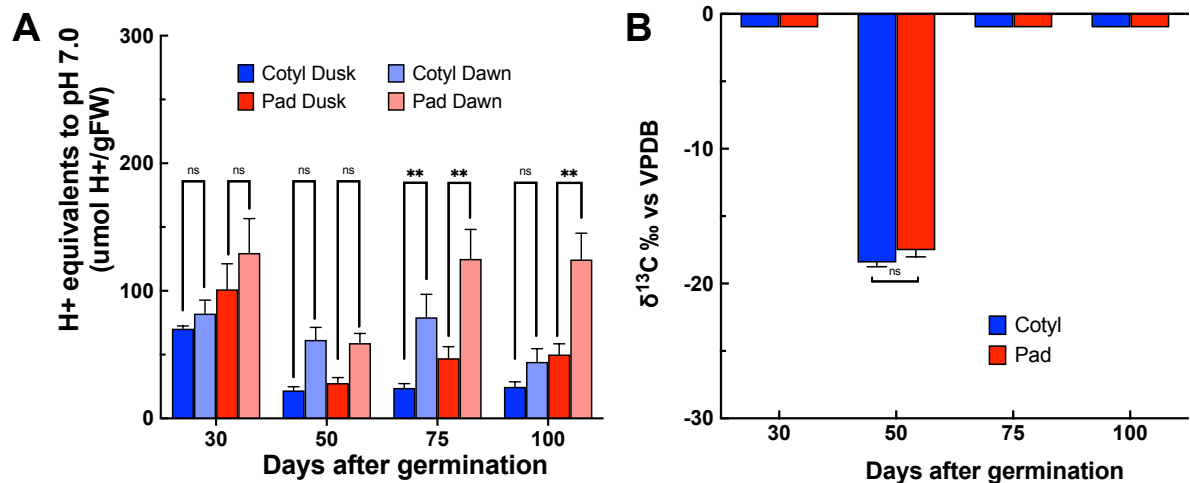 A
H+ equivalents to pH 7.0
(umol H+/gFW)
300
200
100
0
Cotyl Dusk
Cotyl Dawn
Pad Dusk
Pad Dawn
ns
ns
ns
ns
**
**
ns
**
30
50
75
100
Days after germination
B
δ¹³C ‰ vs VPDB
0
-10
-20
-30
ns
Cotyl
Pad
30
50
75
100
Days after germination